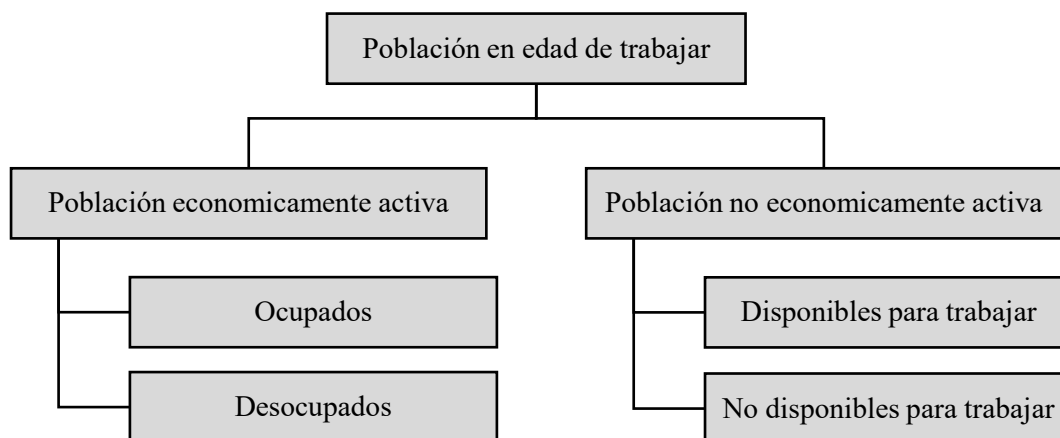 Población en edad de trabajar
Población economicamente activa
Población no economicamente activa
Ocupados
Disponibles para trabajar
Desocupados
No disponibles para trabajar